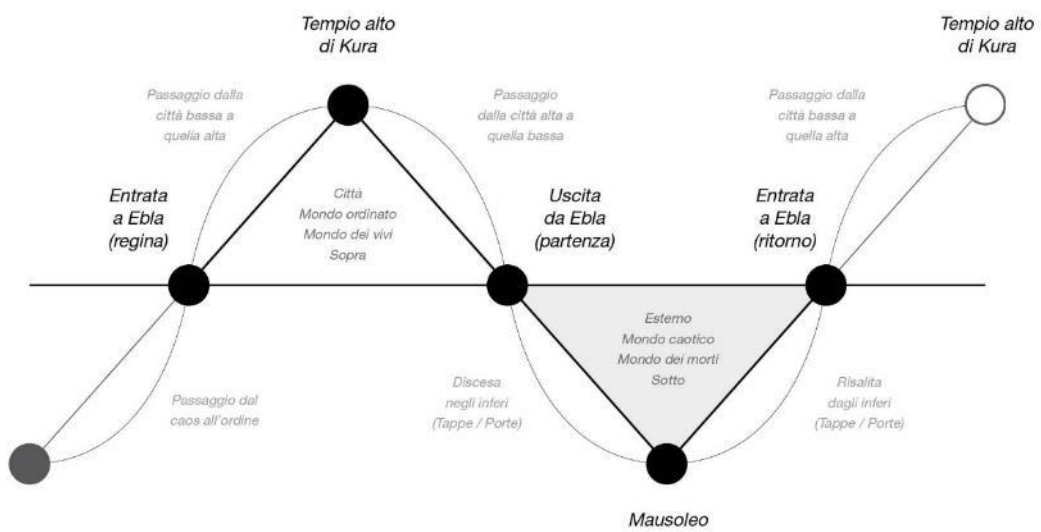 Tempio alto
di Kura
Tempio alto
di Kura
Passaggio dalla
città bassa a
quella alta
Passaggio
dalla città alta a
quella bassa
Passaggio dalla
città bassa a
quella alta
Entrata
a Ebla
(regina)
Città
Mondo ordinato
Mondo dei vivi
Sopra
Uscita
da Ebla
(partenza)
Entrata
a Ebla
(ritorno)
Passaggio dal
caos all'ordine
Discesa
negli inferi
(Tappe / Porte)
Esterno
Mondo caotico
Mondo dei morti
Sotto
Risalita
dagli inferi
(Tappe / Porte)
Mausoleo